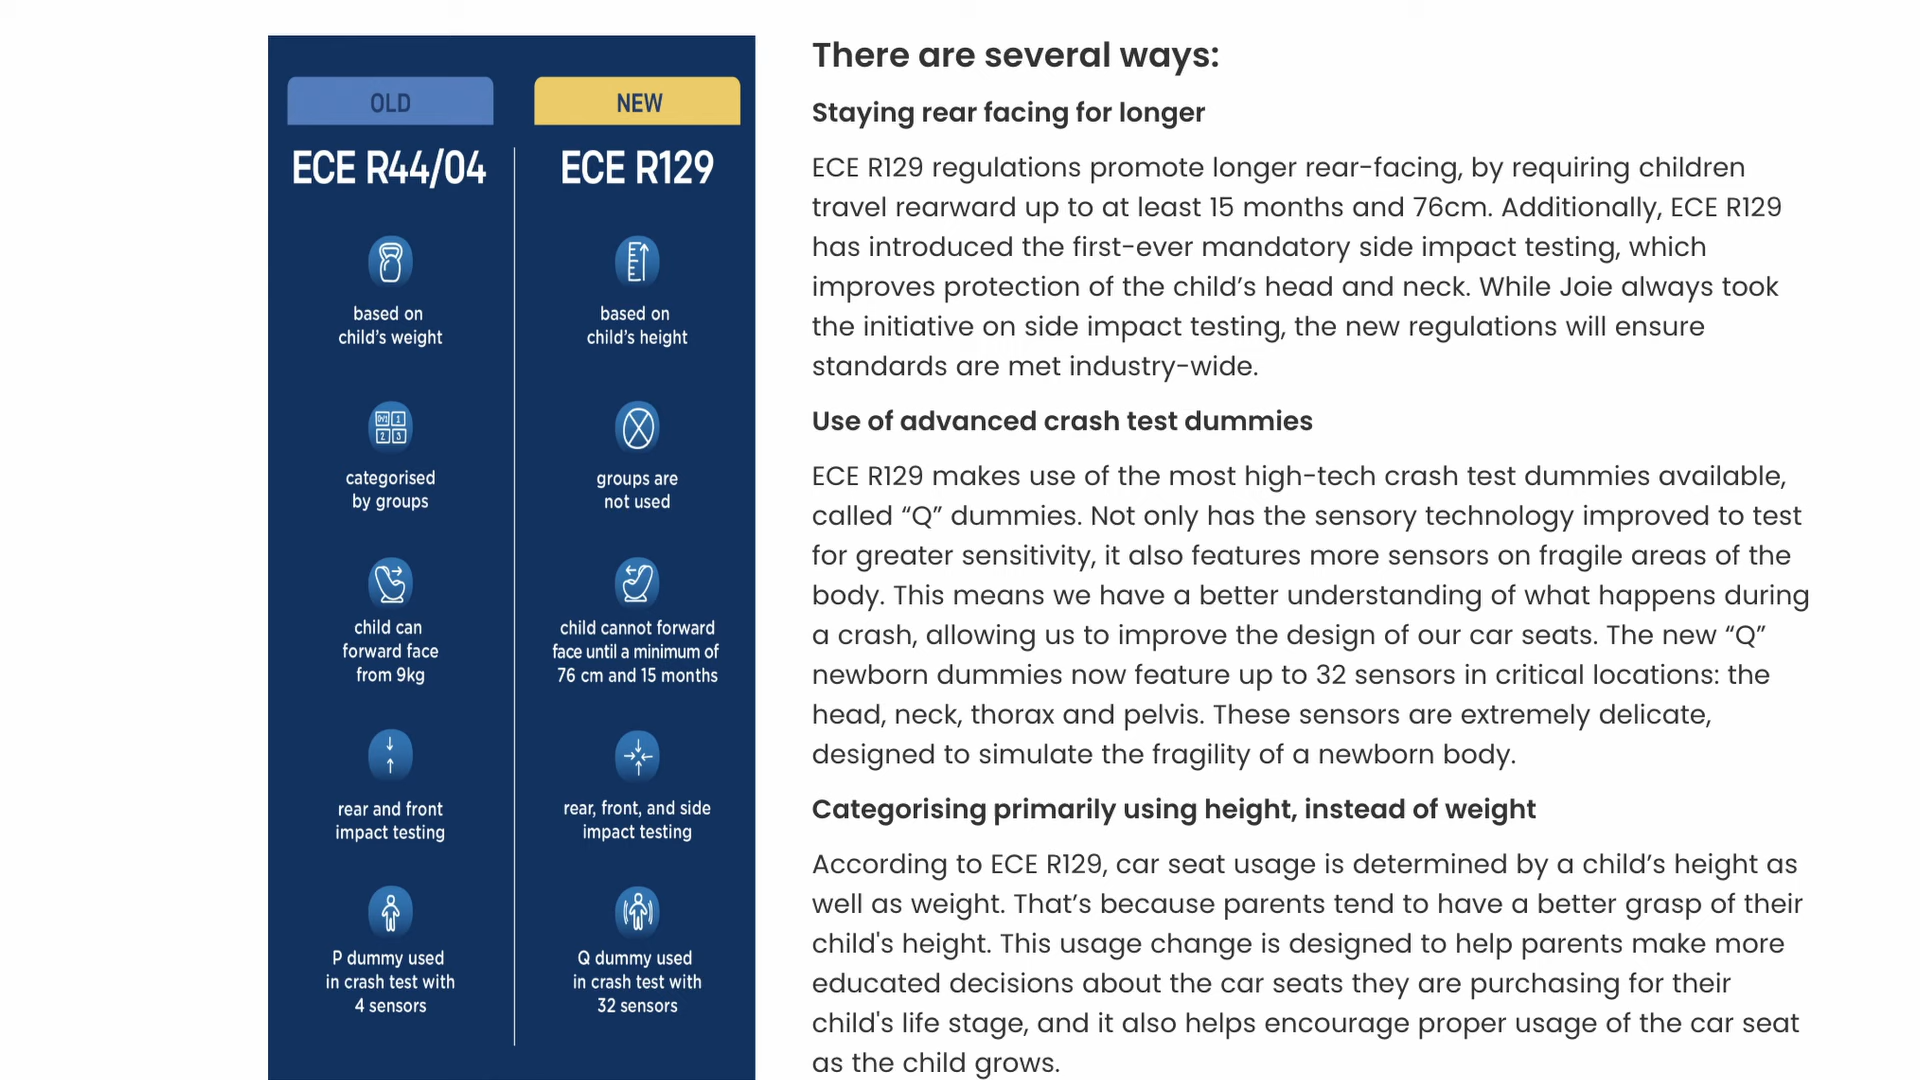 OLD
NEW
ECE R44/04
ECE R129
based on
child's weight
based on
child's height
categorised
by groups
groups are
not used
child can
forward face
from 9kg
child cannot forward
face until a minimum of
76 cm and 15 months
rear and front
impact testing
rear, front, and side
impact testing
P dummy used
in crash test with
4 sensors
Q dummy used
in crash test with
32 sensors
There are several ways:
Staying rear facing for longer
ECE R129 regulations promote longer rear-facing, by requiring children
travel rearward up to at least 15 months and 76cm. Additionally, ECE R129
has introduced the first-ever mandatory side impact testing, which
improves protection of the child’s head and neck. While Joie always took
the initiative on side impact testing, the new regulations will ensure
standards are met industry-wide.
Use of advanced crash test dummies
ECE R129 makes use of the most high-tech crash test dummies available,
called “Q” dummies. Not only has the sensory technology improved to test
for greater sensitivity, it also features more sensors on fragile areas of the
body. This means we have a better understanding of what happens during
a crash, allowing us to improve the design of our car seats. The new “Q”
newborn dummies now feature up to 32 sensors in critical locations: the
head, neck, thorax and pelvis. These sensors are extremely delicate,
designed to simulate the fragility of a newborn body.
Categorising primarily using height, instead of weight
According to ECE R129, car seat usage is determined by a child’s height as
well as weight. That’s because parents tend to have a better grasp of their
child's height. This usage change is designed to help parents make more
educated decisions about the car seats they are purchasing for their
child's life stage, and it also helps encourage proper usage of the car seat
as the child grows.